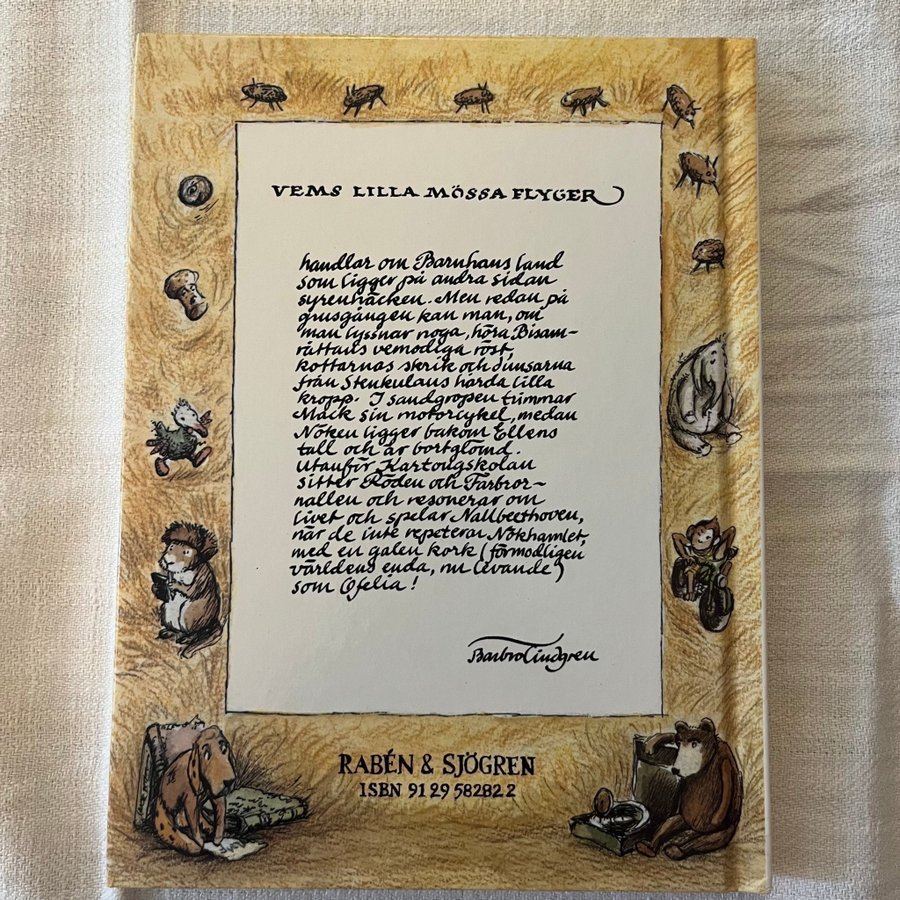 VEMS LILLA MÖSSA FLYGER
handlar om Barnhans land
som ligger på andra sidan
syrenhäcken. Men redan på
grusgången kan man, om
man lyssnar noga, höra Bisam-
råttans vemodiga röst,
kottarnas skrik och dunsarna
från Stenkulans hårda lilla
kropp. I sandgropen tummar
Mack sin motorcykel, medan
Nöken ligger bakom Ellens
tall och är bortglömd.
Utanför Kartongskolan
sitter Röden och Farbror-
nallen och resonerar om
livet och spelar Nallbeethoven,
när de inte repeterar Nökhamlet,
med en galen kork (förmodligen
världens enda, nu levande)
som Ofelia!
Barbro Lindgren
RABÉN & SJÖGREN
ISBN 91 29 58282 2